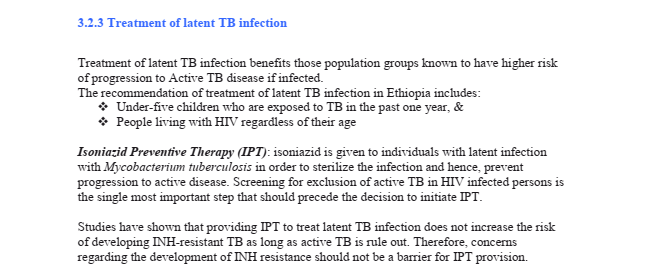 3.2.3 Treatment of latent TB infection
Treatment of latent TB infection benefits those population groups known to have higher risk
of progression to Active TB disease if infected.
The recommendation of treatment of latent TB infection in Ethiopia includes:
❖ Under-five children who are exposed to TB in the past one year, &
❖ People living with HIV regardless of their age
Isoniazid Preventive Therapy (IPT): isoniazid is given to individuals with latent infection
with Mycobacterium tuberculosis in order to sterilize the infection and hence, prevent
progression to active disease. Screening for exclusion of active TB in HIV infected persons is
the single most important step that should precede the decision to initiate IPT.
Studies have shown that providing IPT to treat latent TB infection does not increase the risk
of developing INH-resistant TB as long as active TB is rule out. Therefore, concerns
regarding the development of INH resistance should not be a barrier for IPT provision.